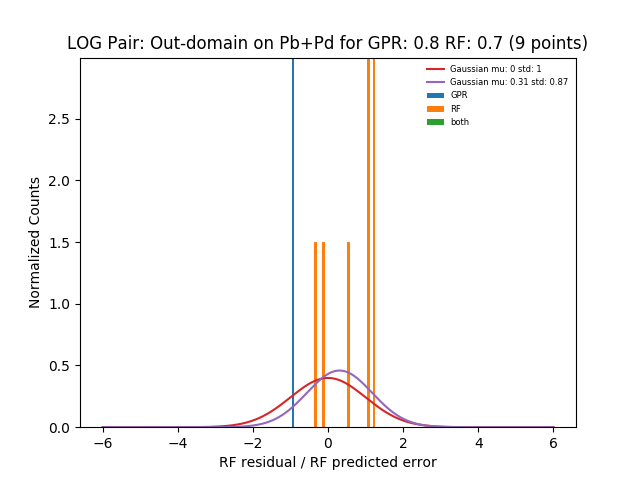 LOG Pair: Out-domain on Pb+Pd for GPR: 0.8 RF: 0.7 (9 points)
Gaussian mu: 0 std: 1
Gaussian mu: 0.31 std: 0.87
GPR
RF
both
2.5
2.0
1.5
1.0
0.5
0.0
Normalized Counts
−6 −4 −2 0 2 4 6
RF residual / RF predicted error